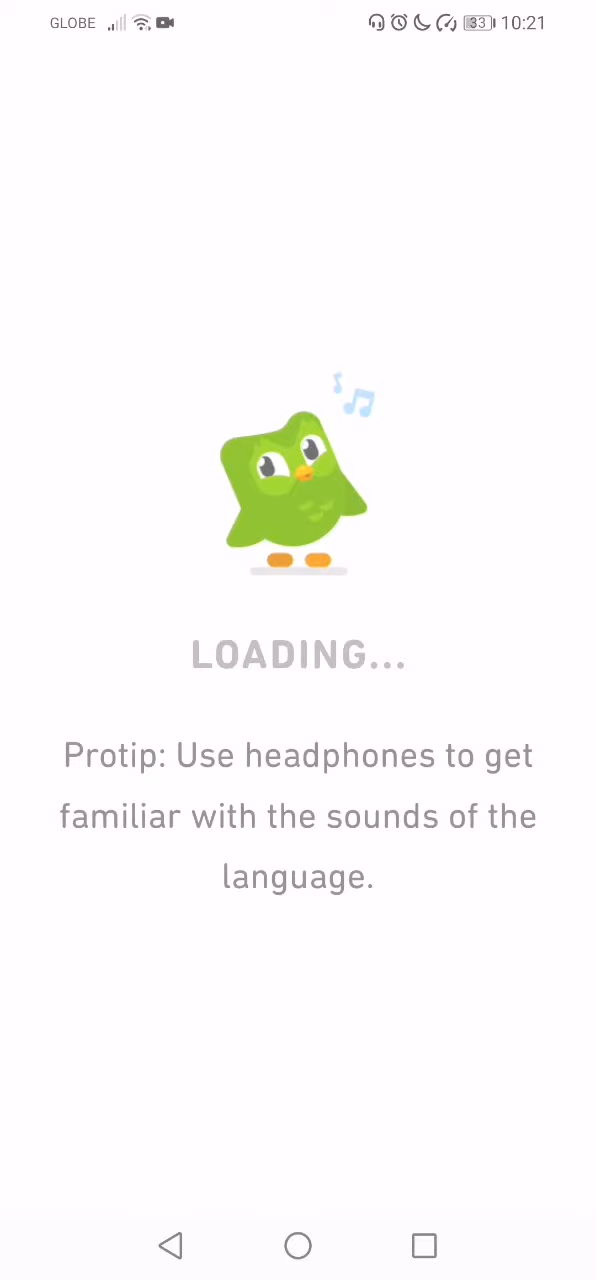 GLOBE 33 10:21
LOADING...
Protip: Use headphones to get
familiar with the sounds of the
language.